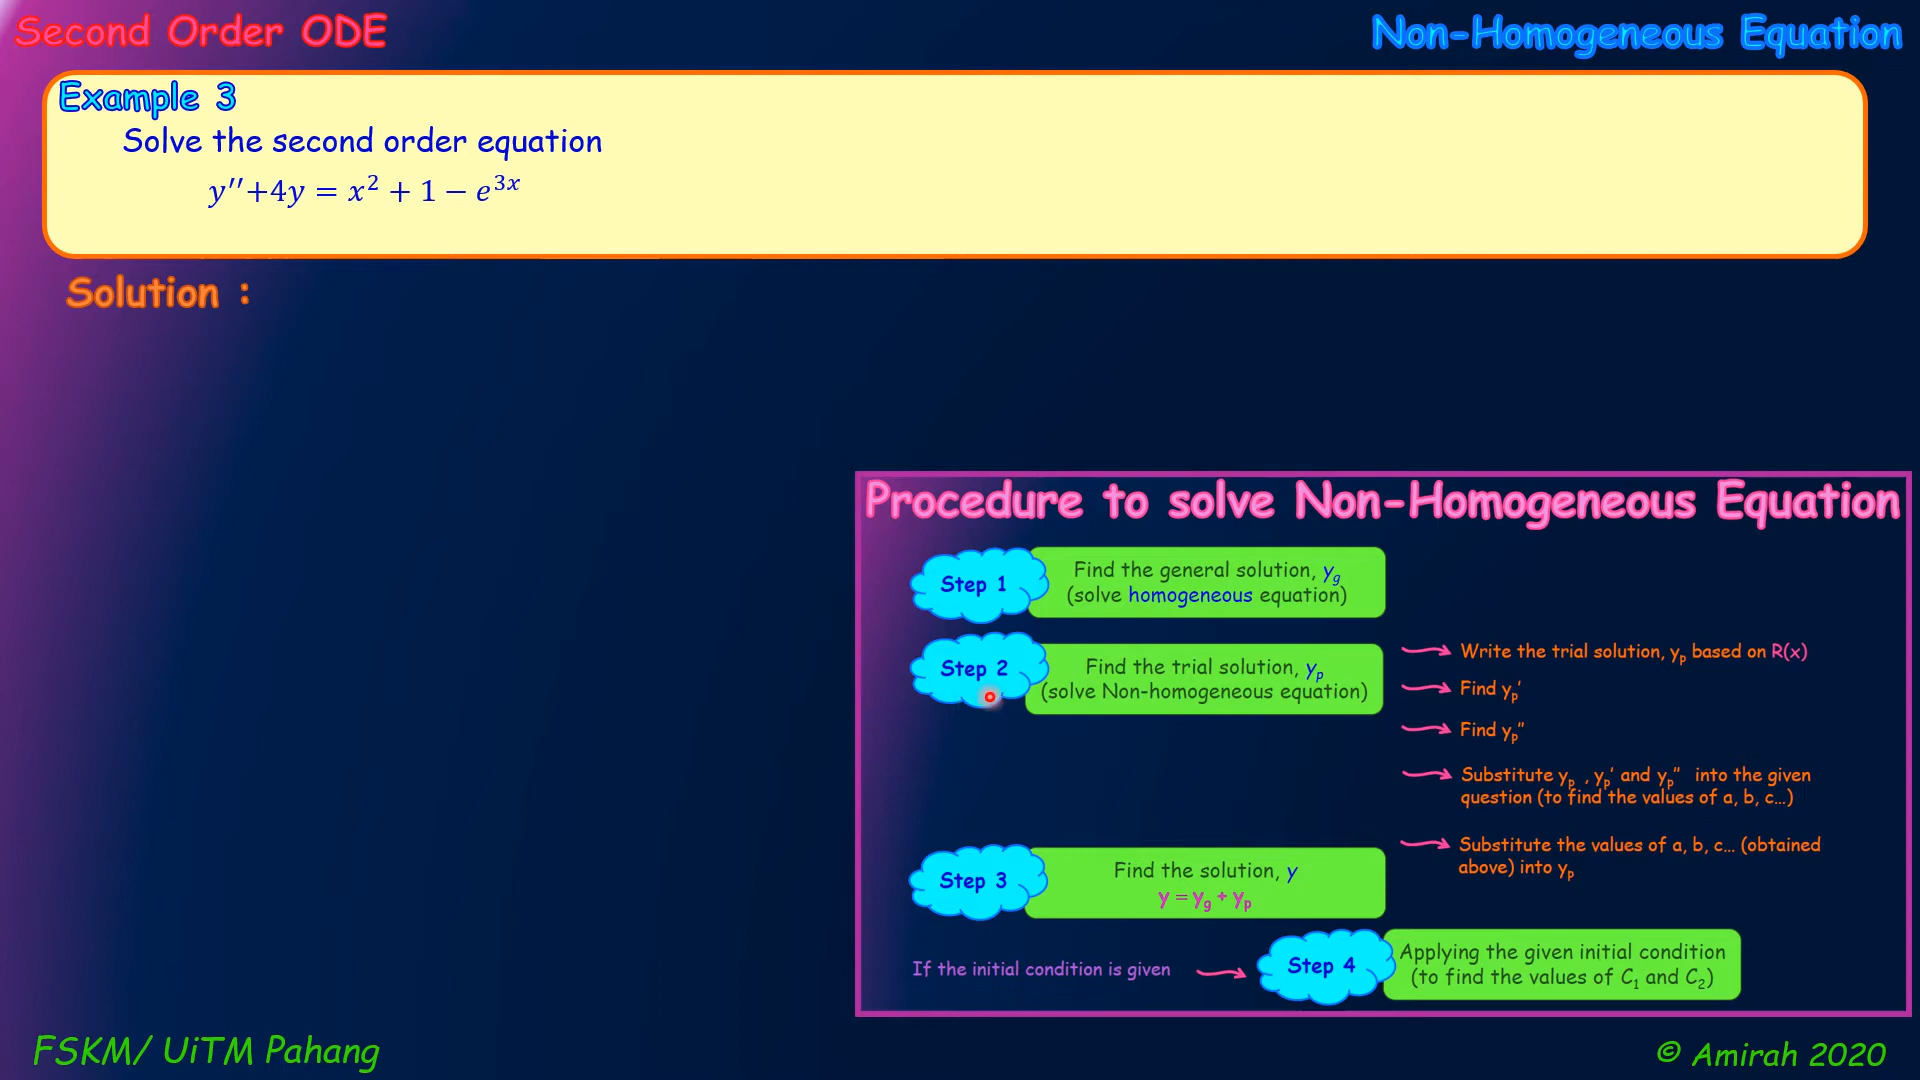 Second Order ODE
Non-Homogeneous Equation
Example 3
Solve the second order equation
y′′+4y = x² + 1 − e³ˣ
Solution :
Procedure to solve Non-Homogeneous Equation
Step 1
Find the general solution, y_g
(solve homogeneous equation)
Step 2
Find the trial solution, y_p
(solve Non-homogeneous equation)
Write the trial solution, y_p based on R(x)
Find y_p'
Find y_p''
Substitute y_p , y_p' and y_p'' into the given
question (to find the values of a, b, c...)
Substitute the values of a, b, c... (obtained
above) into y_p
Step 3
Find the solution, y
y = y_g + y_p
If the initial condition is given
Step 4
Applying the given initial condition
(to find the values of C₁ and C₂)
FSKM/ UiTM Pahang
© Amirah 2020